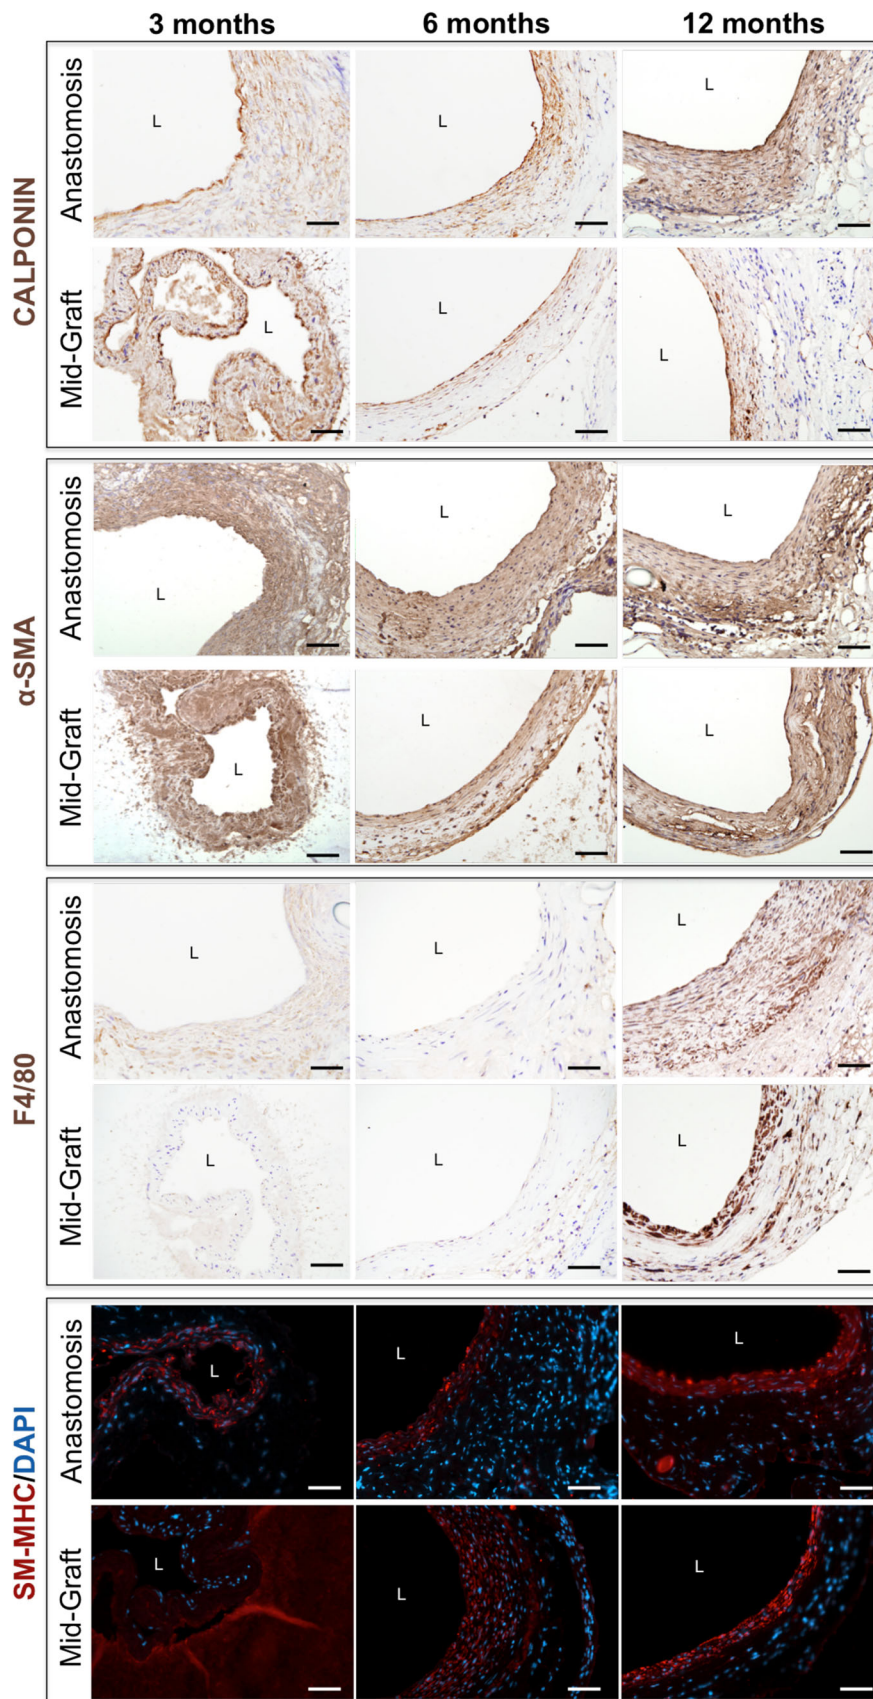 3 months 6 months 12 months
CALPONIN
Anastomosis
L L L
Mid-Graft
L L L
α-SMA
Anastomosis
L L L
Mid-Graft
L L L
F4/80
Anastomosis
L L L
Mid-Graft
L L L
SM-MHC/DAPI
Anastomosis
L L L
Mid-Graft
L L L